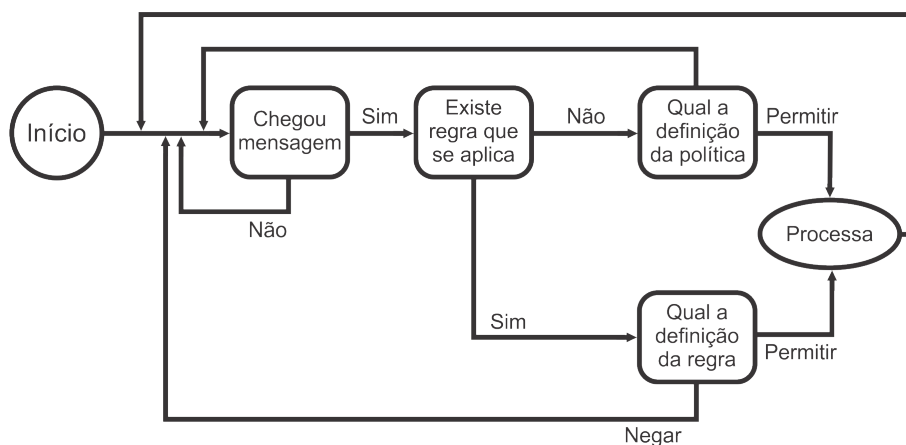 Início
Chegou
mensagem
Sim
Existe
regra que
se aplica
Não
Qual a
definição
da política
Permitir
Não
Processa
Sim
Qual a
definição
da regra
Permitir
Negar